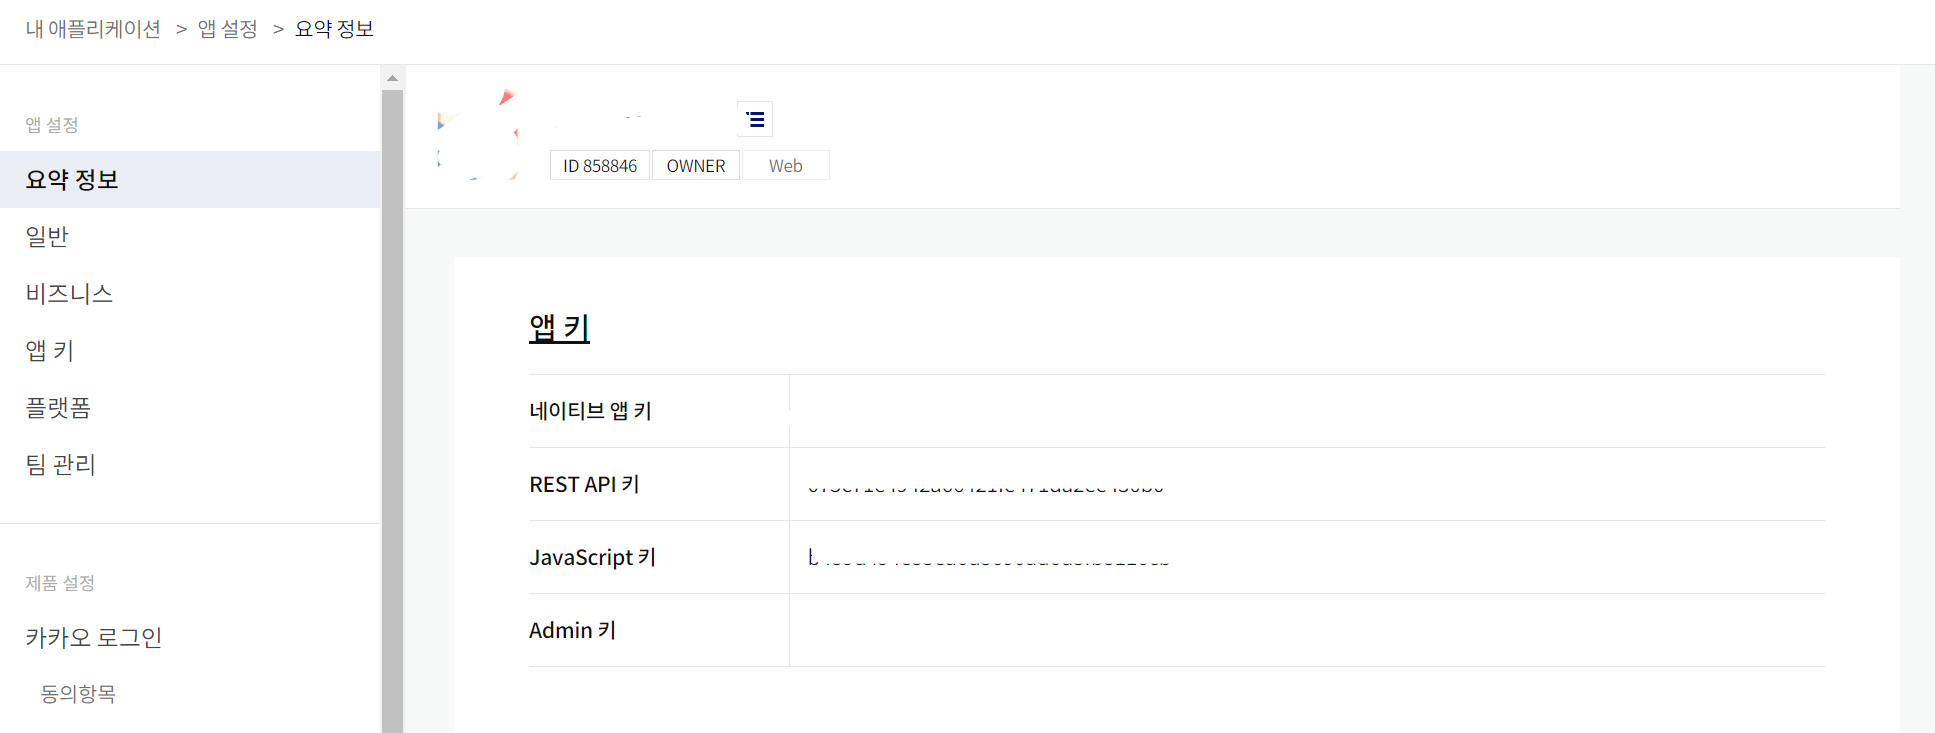 내 애플리케이션 > 앱 설정 > 요약 정보
앱 설정
요약 정보
일반
비즈니스
앱 키
플랫폼
팀 관리
제품 설정
카카오 로그인
동의항목
ID 858846 OWNER Web
앱 키
네이티브 앱 키
REST API 키
JavaScript 키
Admin 키